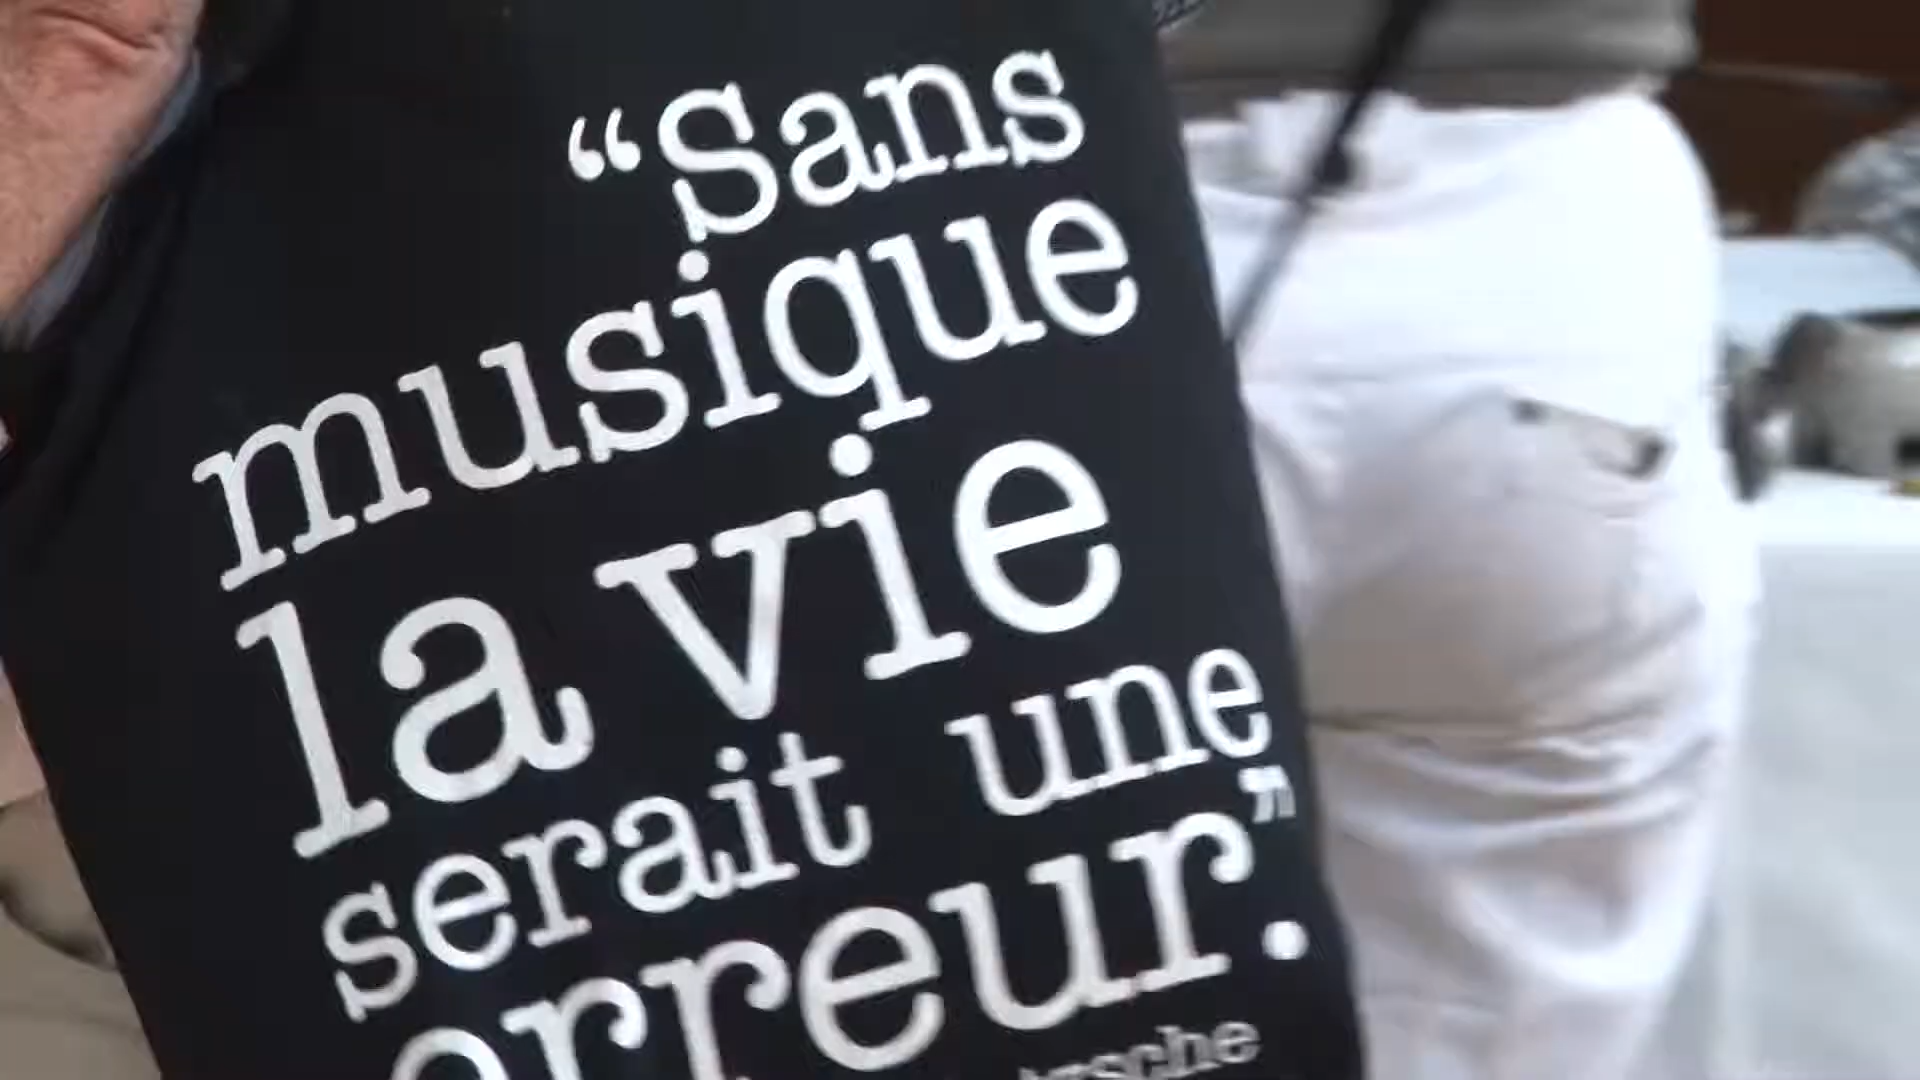 “Sans
musique
la vie
serait une
erreur”.